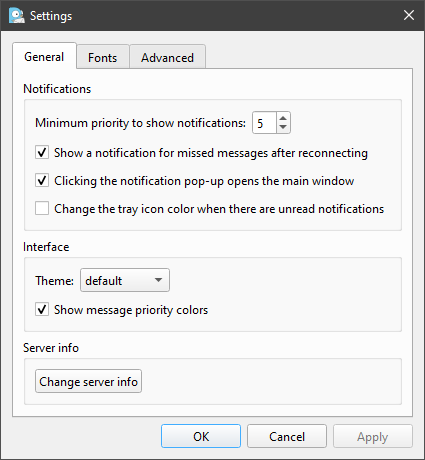 Settings
General
Fonts
Advanced
Notifications
Minimum priority to show notifications: 5
Show a notification for missed messages after reconnecting
Clicking the notification pop-up opens the main window
Change the tray icon color when there are unread notifications
Interface
Theme: default
Show message priority colors
Server info
Change server info
OK
Cancel
Apply